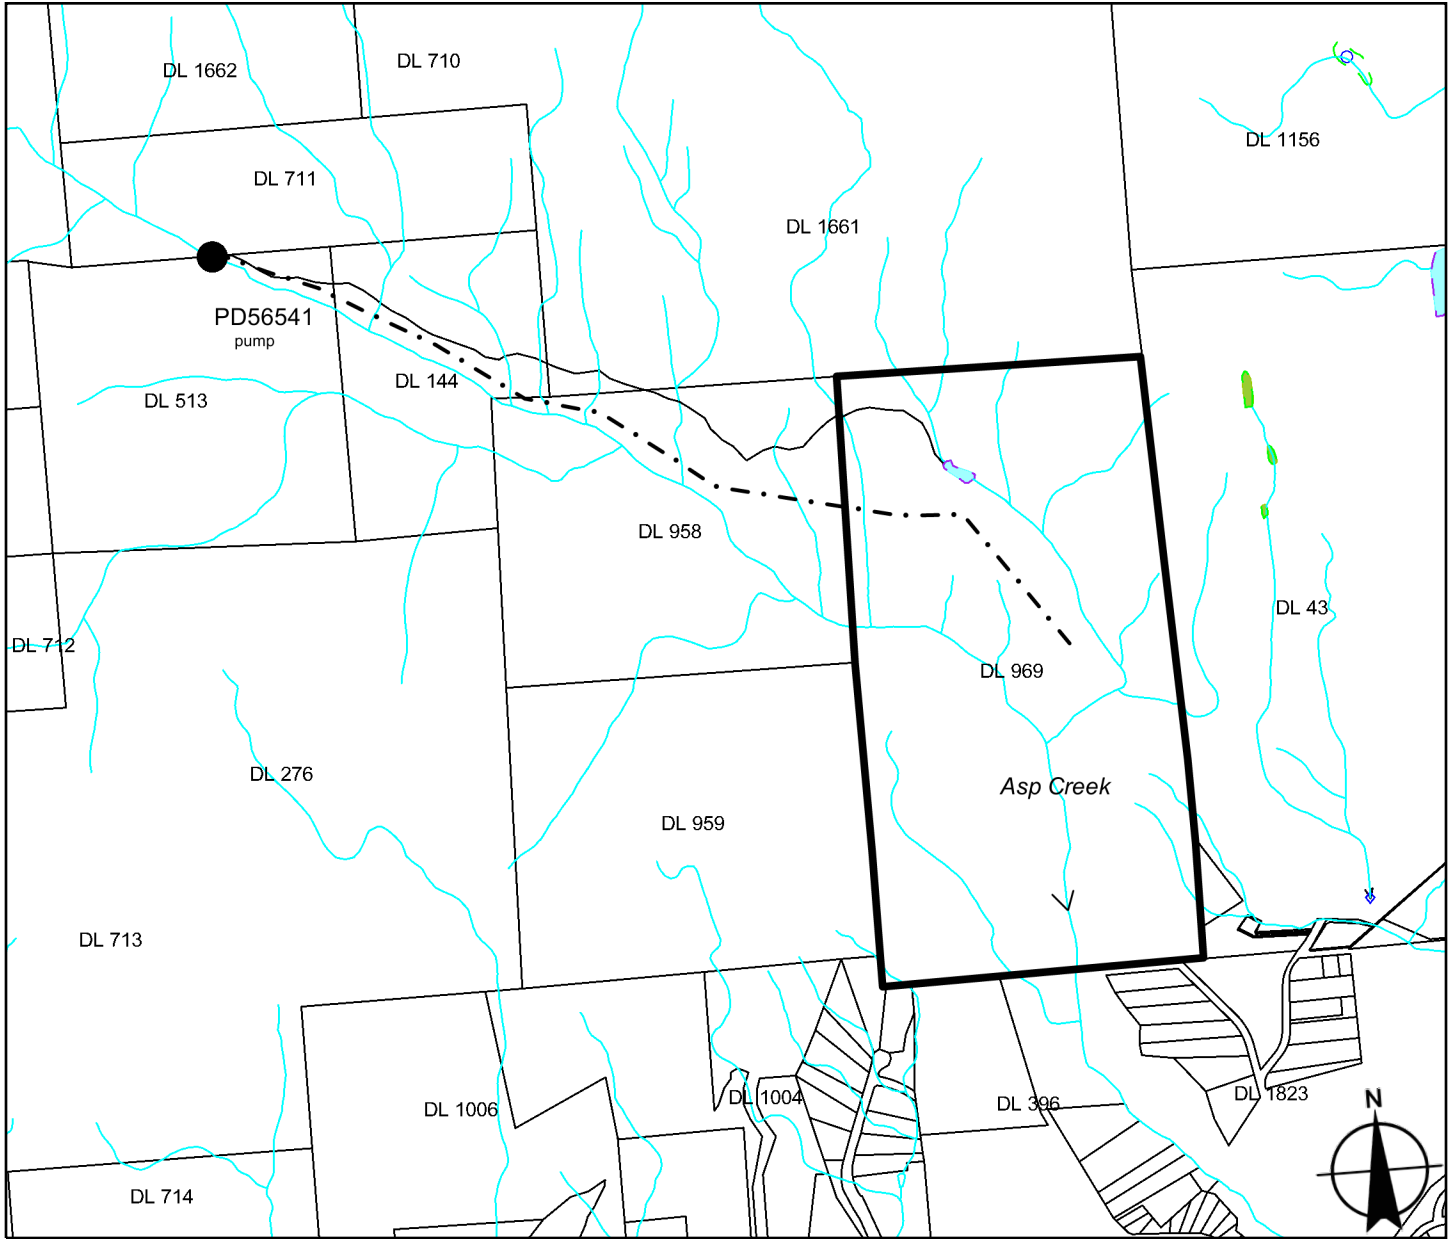 DL 1662
DL 710
DL 1156
DL 711
DL 1661
PD56541
pump
DL 144
DL 513
DL 958
DL 43
DL 712
DL 969
DL 276
Asp Creek
DL 959
DL 713
DL 1006
DL 1004
DL 396
DL 1823
N
DL 714